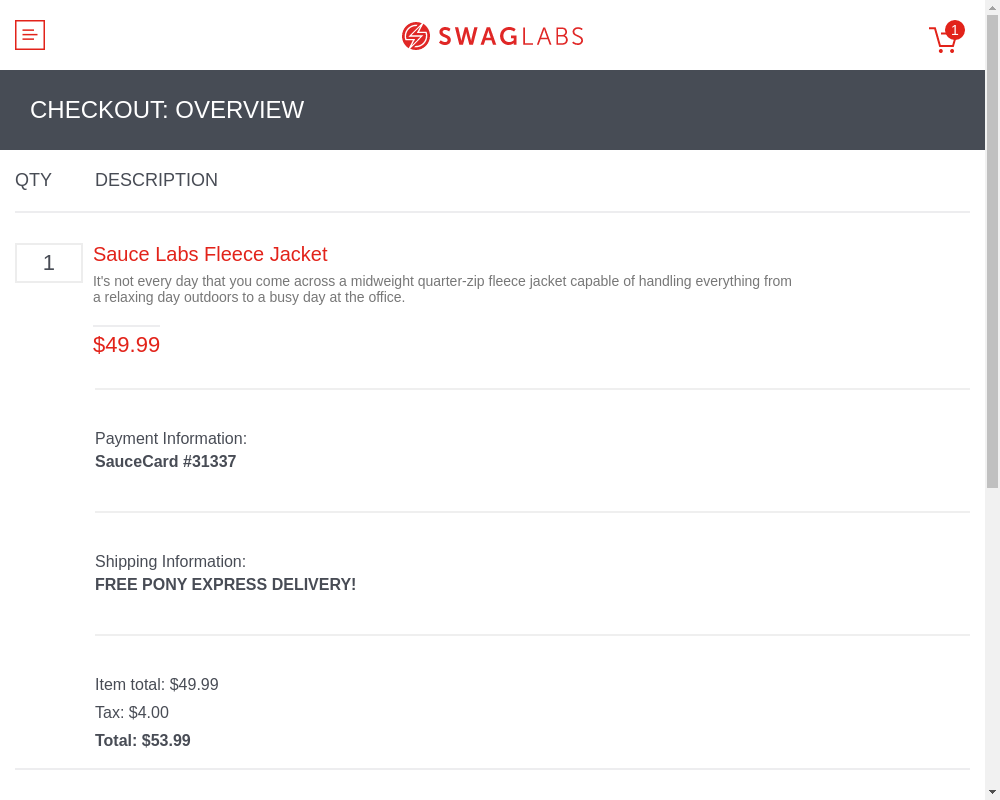 SWAGLABS
1
CHECKOUT: OVERVIEW
QTY DESCRIPTION
1
Sauce Labs Fleece Jacket
It's not every day that you come across a midweight quarter-zip fleece jacket capable of handling everything from
a relaxing day outdoors to a busy day at the office.
$49.99
Payment Information:
SauceCard #31337
Shipping Information:
FREE PONY EXPRESS DELIVERY!
Item total: $49.99
Tax: $4.00
Total: $53.99